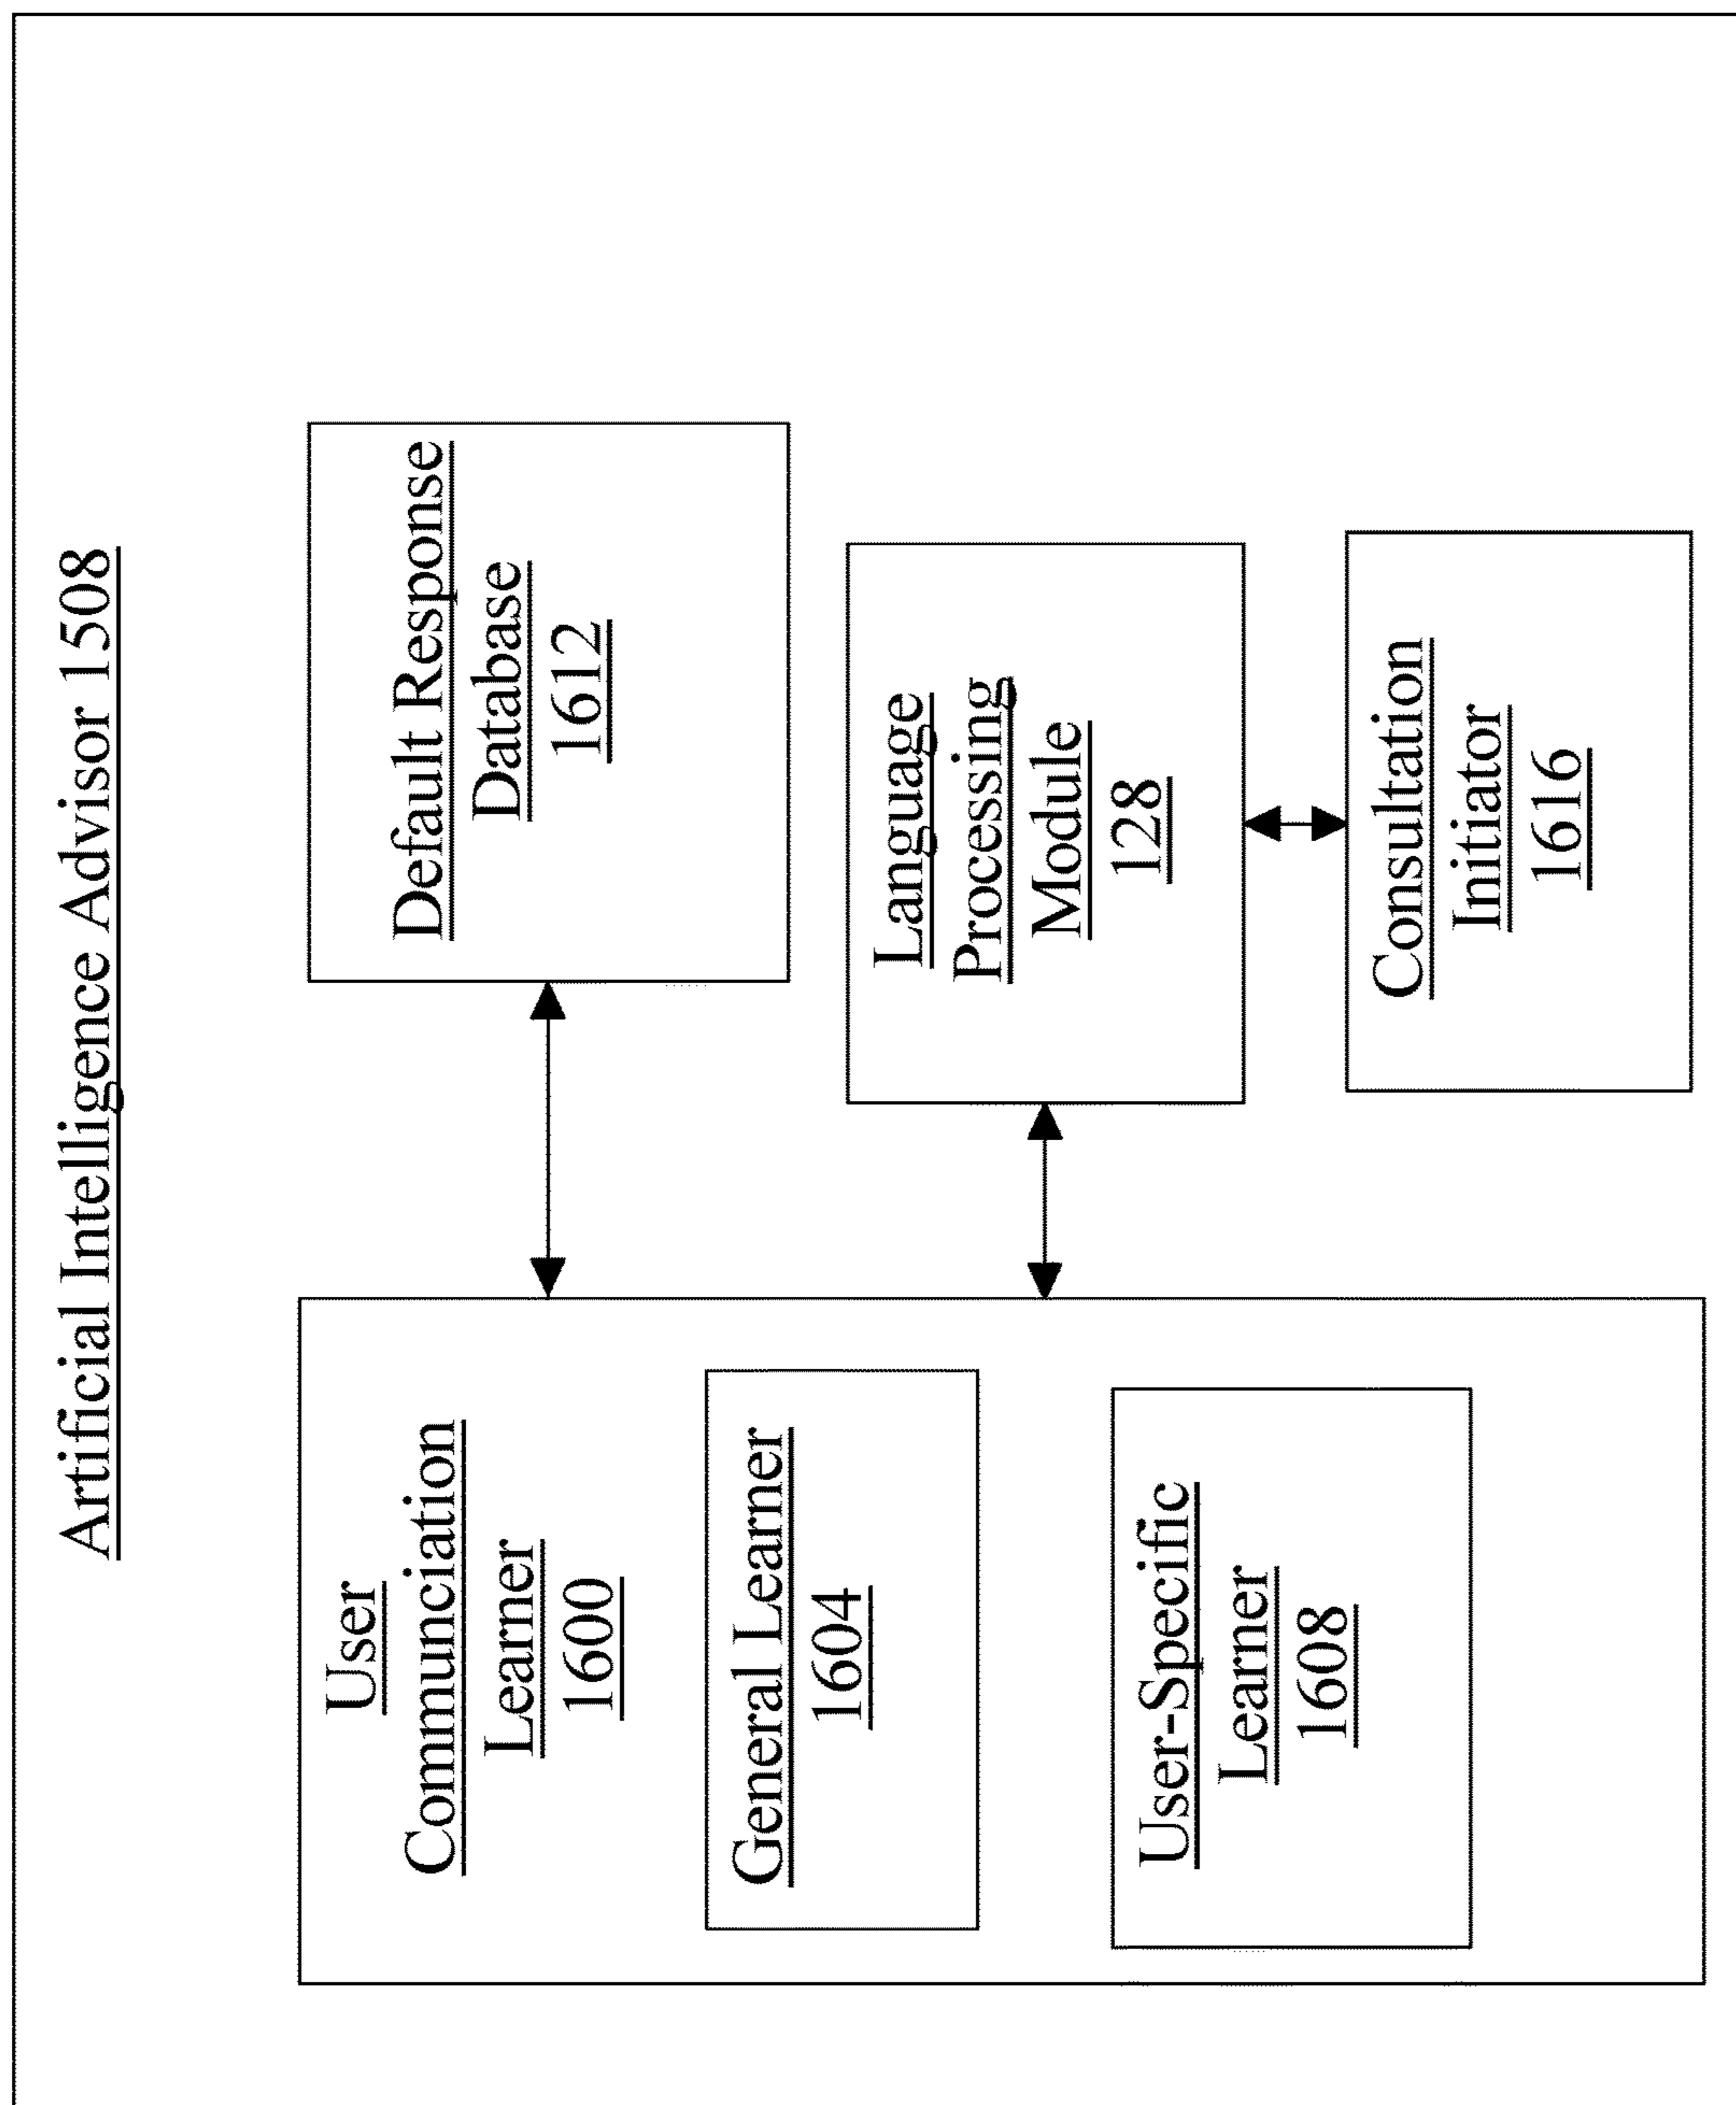 Artificial Intelligence Advisor 1508
User
Communciation
Learner
1600
General Learner
1604
User-Specific
Learner
1608
Default Response
Database
1612
Language
Processing
Module
128
Consultation
Initiator
1616